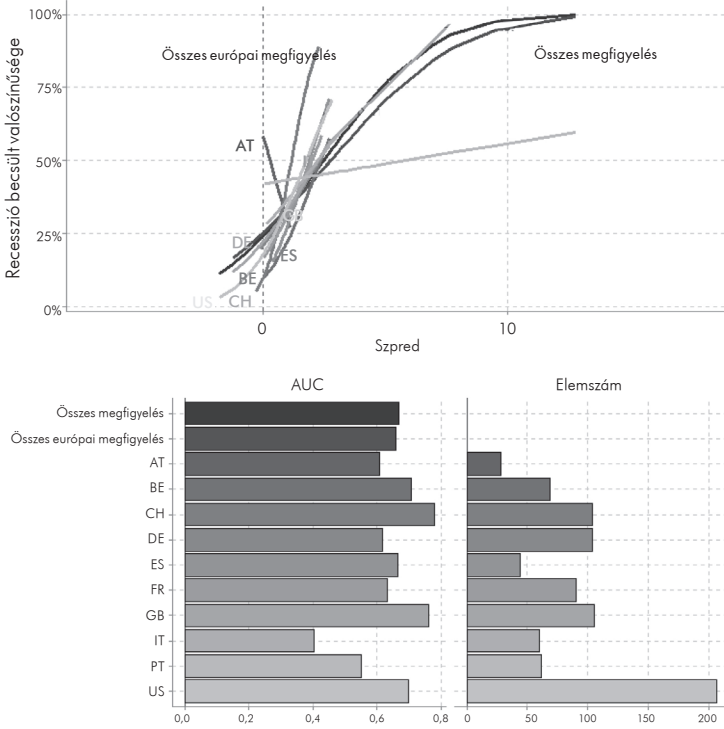 Recesszió becsült valószínűsége
100%
75%
50%
25%
0%
Összes európai megfigyelés
Összes megfigyelés
AT
GB
DE
ES
BE
US
CH
0
10
Szpred
AUC
Elemszám
Összes megfigyelés
Összes európai megfigyelés
AT
BE
CH
DE
ES
FR
GB
IT
PT
US
0,0
0,2
0,4
0,6
0,8
0
50
100
150
200